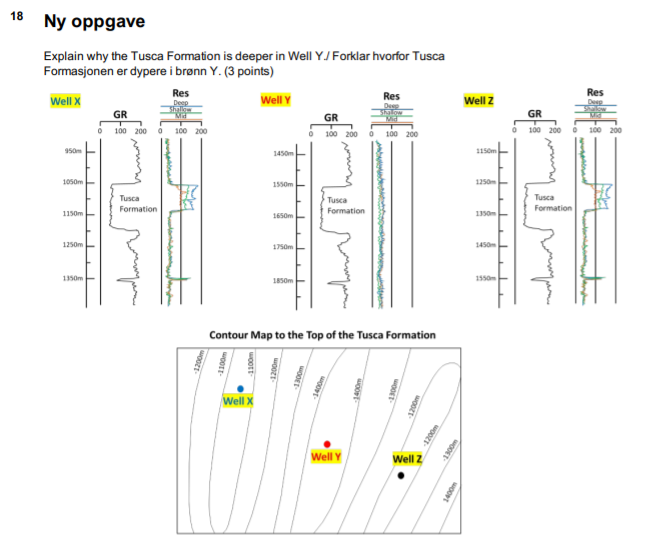 18 Ny oppgave
Explain why the Tusca Formation is deeper in Well Y./ Forklar hvorfor Tusca
Formasjonen er dypere i brønn Y. (3 points)
Well X
GR
0 100 200
Res
Deep
Shallow
Mid
0 100 200
950m
1050m
1150m
1250m
1350m
Tusca
Formation
Well Y
GR
0 100 200
Res
Deep
Shallow
Mid
0 100 200
1450m
1550m
1650m
1750m
1850m
Tusca
Formation
Well Z
GR
0 100 200
Res
Deep
Shallow
Mid
0 100 200
1150m
1250m
1350m
1450m
1550m
Tusca
Formation
Contour Map to the Top of the Tusca Formation
-1200m
-1100m
-1100m
-1200m
-1300m
-1400m
-1400m
-1300m
-1200m
-1200m
-1300m
1400m
Well X
Well Y
Well Z